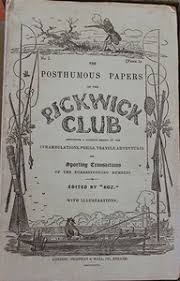 No. I.
[PRICE 1s.
THE
POSTHUMOUS PAPERS
OF THE
PICKWICK
CLUB
CONTAINING A FAITHFUL RECORD OF THE
PERAMBULATIONS, PERILS, TRAVELS, ADVENTURES
AND
Sporting Transactions
OF THE CORRESPONDING MEMBERS.
EDITED BY "BOZ."
WITH ILLUSTRATIONS.
LONDON: CHAPMAN & HALL, 186, STRAND.